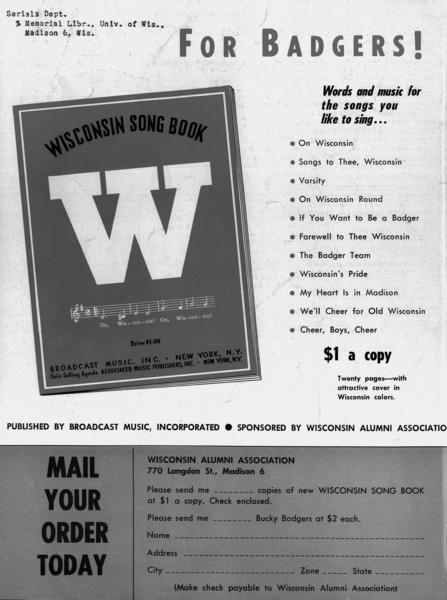 Serials Dept.
% Memorial Libr., Univ. of Wis.,
Madison 6, Wis.
FOR BADGERS!
Words and music for
the songs you
like to sing...
WISCONSIN SONG BOOK
W
On, Wis-con-sin! On, Wis-con-sin!
Price $1.00
BROADCAST MUSIC, INC. · NEW YORK, N.Y.
Sole Selling Agents ASSOCIATED MUSIC PUBLISHERS, INC. · NEW YORK, N.Y.
● On Wisconsin
● Songs to Thee, Wisconsin
● Varsity
● On Wisconsin Round
● If You Want to Be a Badger
● Farewell to Thee Wisconsin
● The Badger Team
● Wisconsin's Pride
● My Heart Is in Madison
● We'll Cheer for Old Wisconsin
● Cheer, Boys, Cheer
$1 a copy
Twenty pages—with
attractive cover in
Wisconsin colors.
PUBLISHED BY BROADCAST MUSIC, INCORPORATED ● SPONSORED BY WISCONSIN ALUMNI ASSOCIATIO
MAIL
YOUR
ORDER
TODAY
WISCONSIN ALUMNI ASSOCIATION
770 Langdon St., Madison 6
Please send me ________ copies of new WISCONSIN SONG BOOK
at $1 a copy. Check enclosed.
Please send me ________ Bucky Badgers at $2 each.
Name ________
Address ________
City ________ Zone _____ State ________
(Make check payable to Wisconsin Alumni Association)